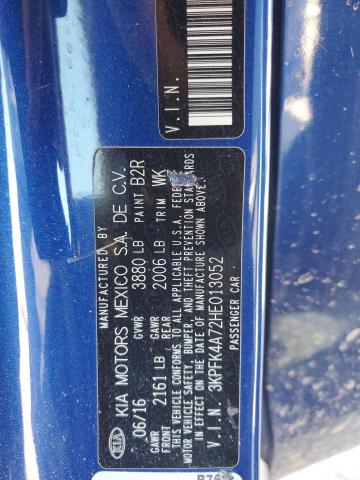 V.I.N.
MANUFACTURED BY
KIA KIA MOTORS MEXICO S.A. DE C.V.
06/16 GVWR 3880 LB PAINT B2R
GAWR FRONT 2161 LB GAWR REAR 2006 LB TRIM WK
THIS VEHICLE CONFORMS TO ALL APPLICABLE U.S.A. FEDERAL
MOTOR VEHICLE SAFETY, BUMPER, AND THEFT PREVENTION STANDARDS
IN EFFECT ON THE DATE OF MANUFACTURE SHOWN ABOVE.
V.I.N. : 3KPFK4A72HE013052
PASSENGER CAR